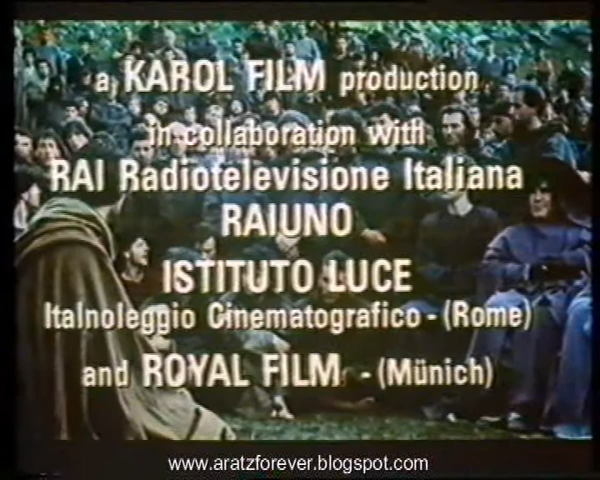 a KAROL FILM production
in collaboration with
RAI Radiotelevisione Italiana
RAIUNO
ISTITUTO LUCE
Italnoleggio Cinematografico - (Rome)
and ROYAL FILM - (Münich)
www.aratzforever.blogspot.com